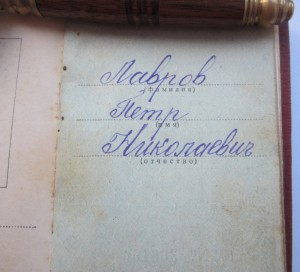 Лавров
(фамилия)
Петр
(имя)
Николаевич
(отчество)